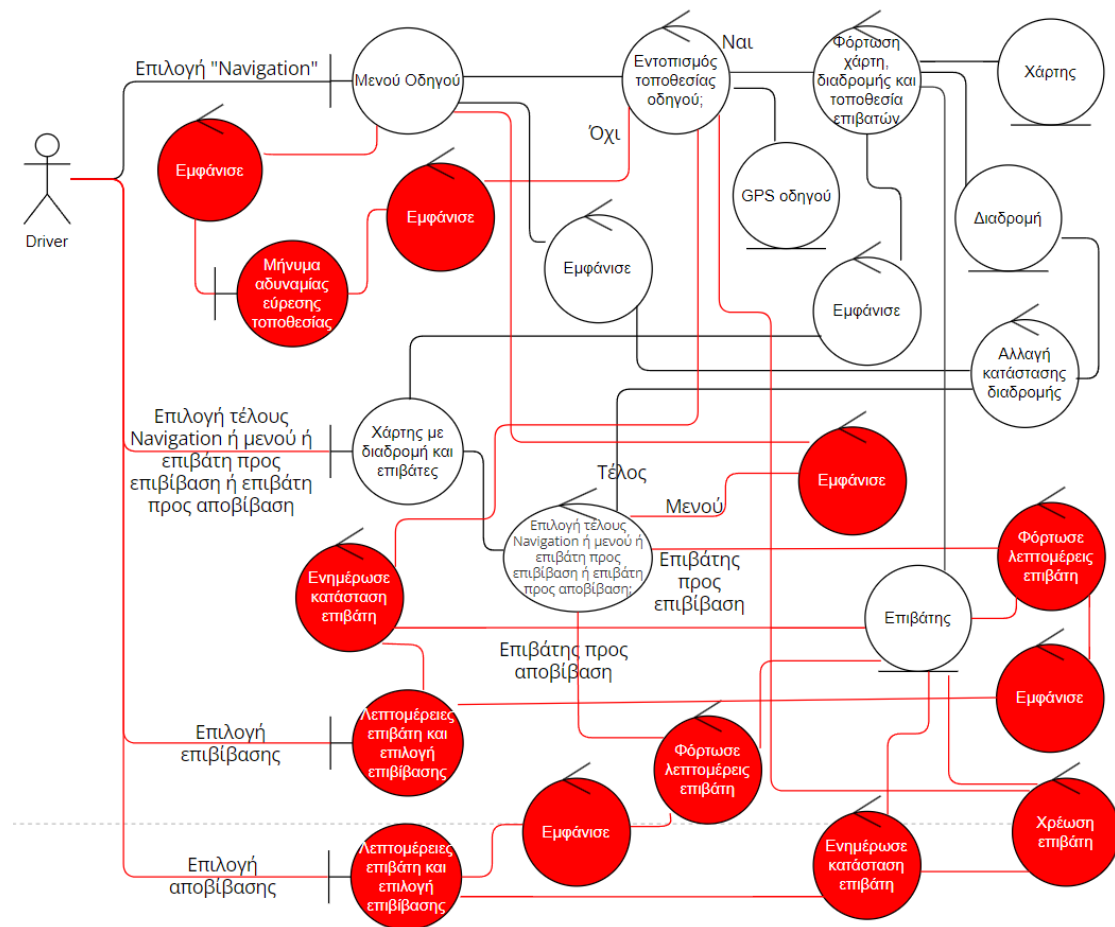 Επιλογή "Navigation"
Μενού Οδηγού
Εντοπισμός
τοποθεσίας
οδηγού;
Ναι
Φόρτωση
χάρτη,
διαδρομής και
τοποθεσία
επιβατών
Χάρτης
Όχι
Εμφάνισε
Εμφάνισε
GPS οδηγού
Διαδρομή
Driver
Μήνυμα
αδυναμίας
εύρεσης
τοποθεσίας
Εμφάνισε
Εμφάνισε
Αλλαγή
κατάστασης
διαδρομής
Επιλογή τέλους
Navigation ή μενού ή
επιβάτη προς
επιβίβαση ή επιβάτη
προς αποβίβαση
Χάρτης με
διαδρομή και
επιβάτες
Τέλος
Μενού
Εμφάνισε
Επιλογή τέλους
Navigation ή μενού ή
επιβάτη προς
επιβίβαση ή επιβάτη
προς αποβίβαση;
Επιβάτης
προς
επιβίβαση
Φόρτωσε
λεπτομέρεις
επιβάτη
Ενημέρωσε
κατάσταση
επιβάτη
Επιβάτης
Επιβάτης προς
αποβίβαση
Εμφάνισε
Επιλογή
επιβίβασης
Λεπτομέρειες
επιβάτη και
επιλογή
επιβίβασης
Φόρτωσε
λεπτομέρεις
επιβάτη
Εμφάνισε
Χρέωση
επιβάτη
Επιλογή
αποβίβασης
Λεπτομέρειες
επιβάτη και
επιλογή
επιβίβασης
Ενημέρωσε
κατάσταση
επιβάτη